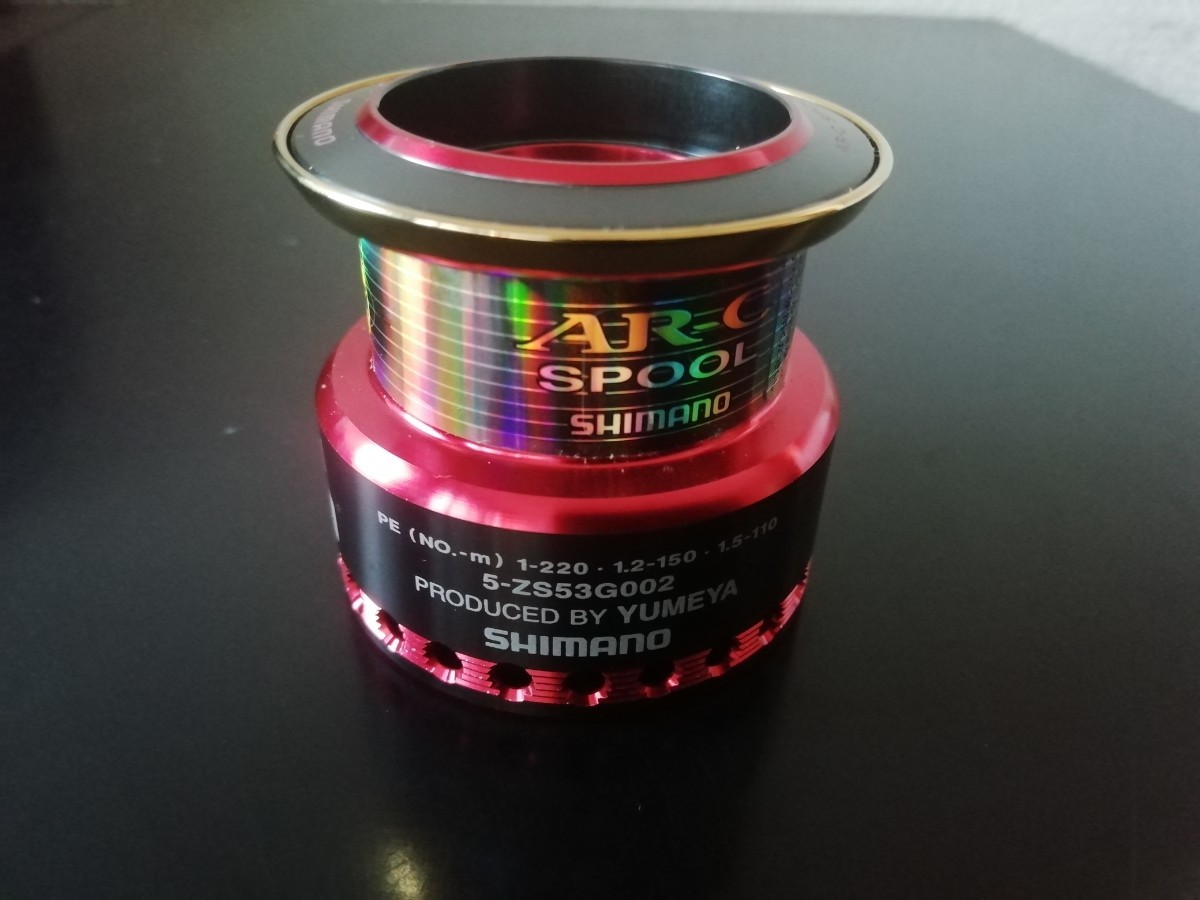 SHIMANO
AR-C
SPOOL
SHIMANO
PE (NO.-m) 1-220 · 1.2-150 · 1.5-110
5-ZS53G002
PRODUCED BY YUMEYA
SHIMANO